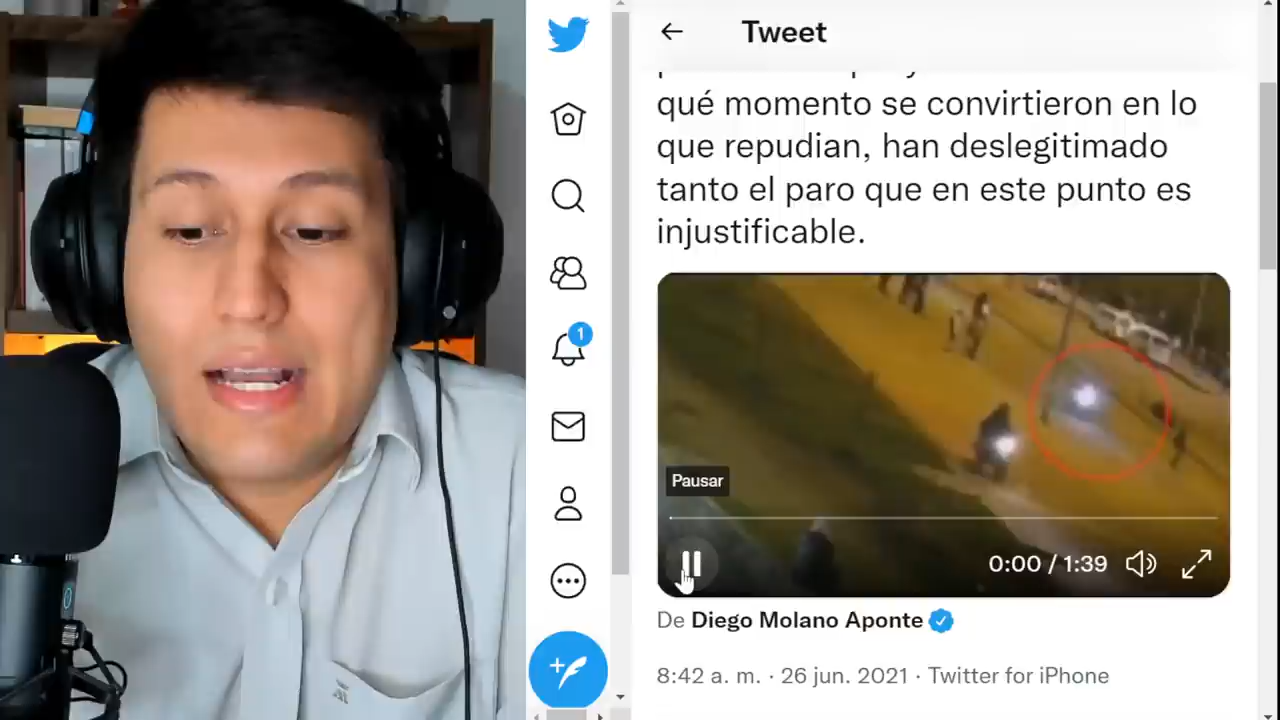 Tweet
qué momento se convirtieron en lo
que repudian, han deslegitimado
tanto el paro que en este punto es
injustificable.
1
Pausar
0:00 / 1:39
De Diego Molano Aponte
8:42 a. m. · 26 jun. 2021 · Twitter for iPhone